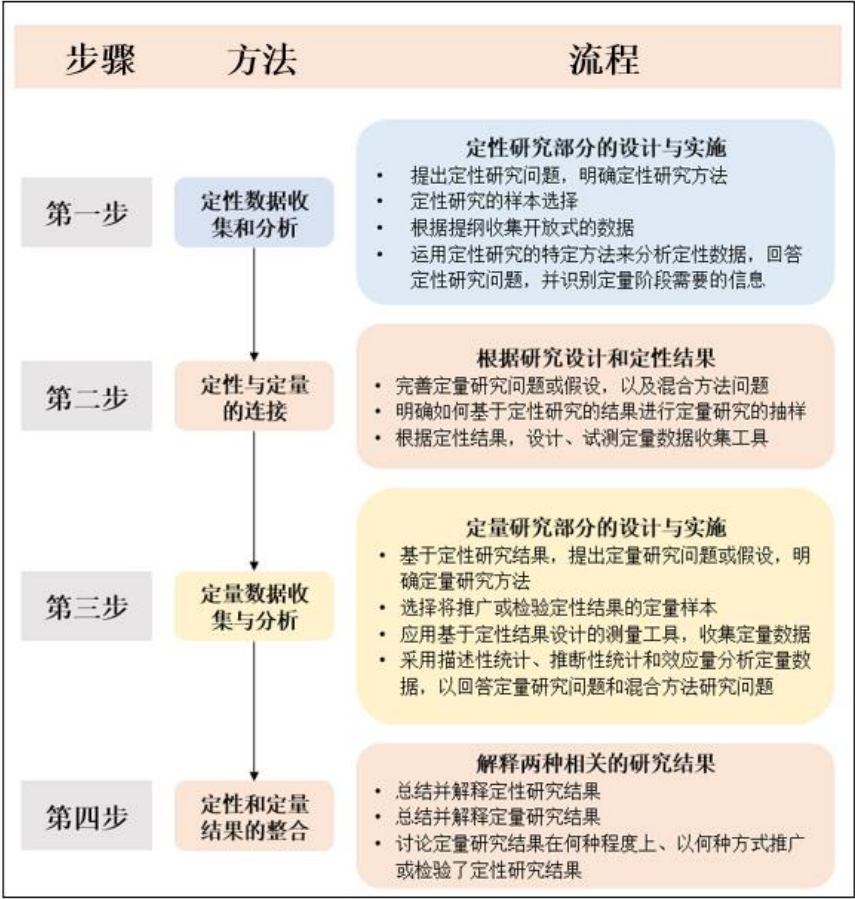 步骤 方法 流程
第一步
定性数据收
集和分析
定性研究部分的设计与实施
• 提出定性研究问题，明确定性研究方法
• 定性研究的样本选择
• 根据提纲收集开放式的数据
• 运用定性研究的特定方法来分析定性数据，回答
定性研究问题，并识别定量阶段需要的信息
第二步
定性与定量
的连接
根据研究设计和定性结果
• 完善定量研究问题或假设，以及混合方法问题
• 明确如何基于定性研究的结果进行定量研究的抽样
• 根据定性结果，设计、试测定量数据收集工具
第三步
定量数据收
集与分析
定量研究部分的设计与实施
• 基于定性研究结果，提出定量研究问题或假设，明
确定量研究方法
• 选择将推广或检验定性结果的定量样本
• 应用基于定性结果设计的测量工具，收集定量数据
• 采用描述性统计、推断性统计和效应量分析定量数
据，以回答定量研究问题和混合方法研究问题
第四步
定性和定量
结果的整合
解释两种相关的研究结果
• 总结并解释定性研究结果
• 总结并解释定量研究结果
• 讨论定量研究结果在何种程度上、以何种方式推广
或检验了定性研究结果